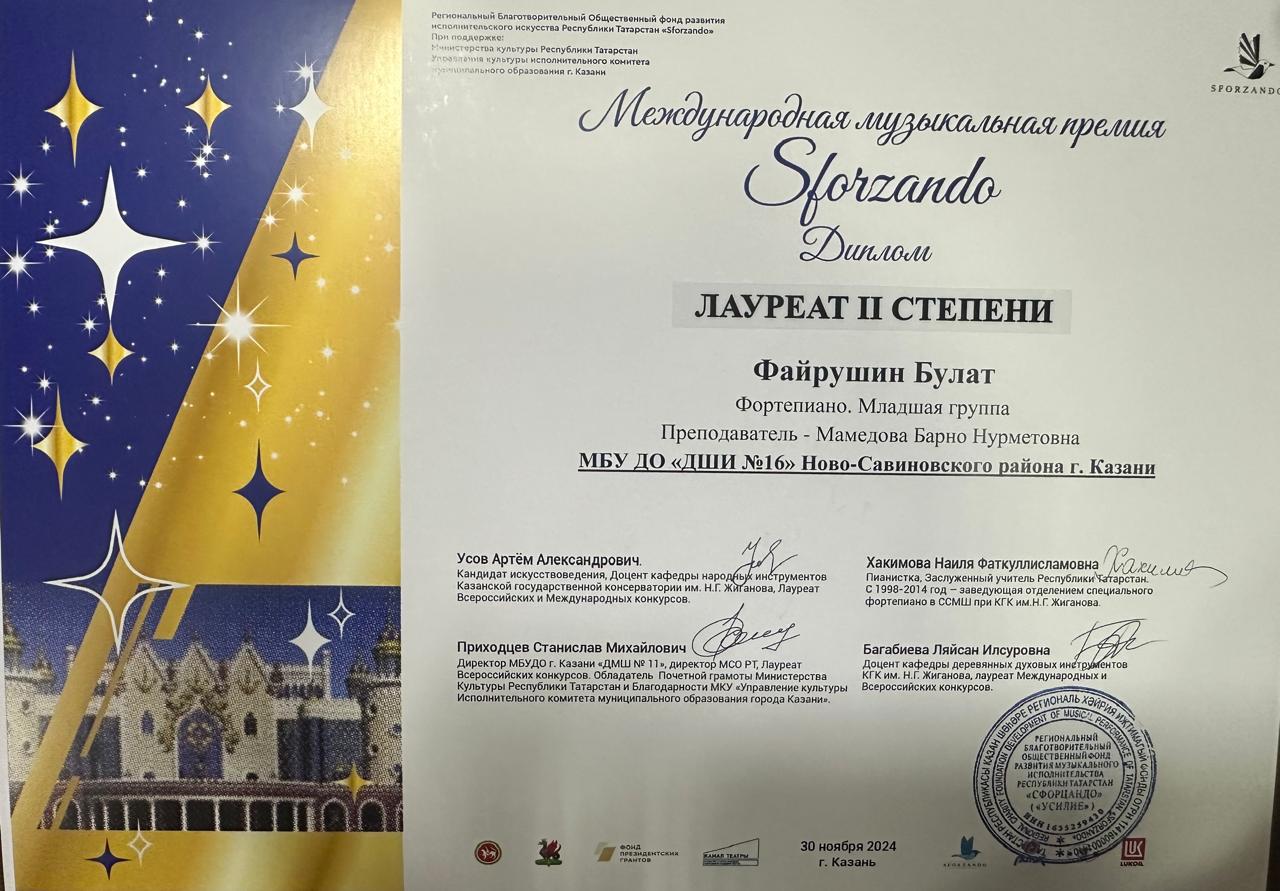 Региональный Благотворительный Общественный фонд развития
исполнительского искусства Республики Татарстан «Sforzando»
При поддержке:
Министерства культуры Республики Татарстан
Управления культуры исполнительного комитета
муниципального образования г. Казани
SFORZANDO
Международная музыкальная премия
Sforzando
Диплом
ЛАУРЕАТ II СТЕПЕНИ
Файрушин Булат
Фортепиано. Младшая группа
Преподаватель - Мамедова Барно Нурметовна
МБУ ДО «ДШИ №16» Ново-Савиновского района г. Казани
Усов Артём Александрович.
Кандидат искусствоведения, Доцент кафедры народных инструментов
Казанской государственной консерватории им. Н.Г. Жиганова, Лауреат
Всероссийских и Международных конкурсов.
Хакимова Наиля Фаткуллисламовна
Пианистка, Заслуженный учитель Республики Татарстан.
С 1998-2014 год – заведующая отделением специального
фортепиано в ССМШ при КГК им.Н.Г. Жиганова.
Приходцев Станислав Михайлович
Директор МБУДО г. Казани «ДМШ № 11», директор МСО РТ, Лауреат
Всероссийских конкурсов. Обладатель Почетной грамоты Министерства
Культуры Республики Татарстан и Благодарности МКУ «Управление культуры
Исполнительного комитета муниципального образования города Казани».
Багабиева Ляйсан Илсуровна
Доцент кафедры деревянных духовых инструментов
КГК им. Н.Г. Жиганова, лауреат Международных и
Всероссийских конкурсов.
РЕГИОНАЛЬНЫЙ
БЛАГОТВОРИТЕЛЬНЫЙ
ОБЩЕСТВЕННЫЙ ФОНД
РАЗВИТИЯ МУЗЫКАЛЬНОГО
ИСПОЛНИТЕЛЬСТВА
РЕСПУБЛИКИ ТАТАРСТАН
«СФОРЦАНДО»
(«УСИЛИЕ»)
ИНН 1655259420
ФОНД
ПРЕЗИДЕНТСКИХ
ГРАНТОВ
30 ноября 2024
г. Казань
SFORZANDO
LUKOIL